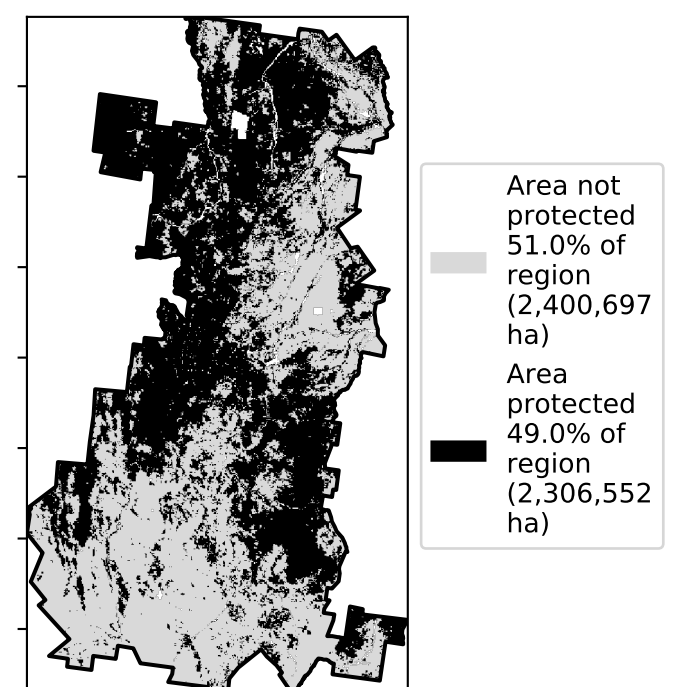 Area not
protected
51.0% of
region
(2,400,697
ha)
Area
protected
49.0% of
region
(2,306,552
ha)